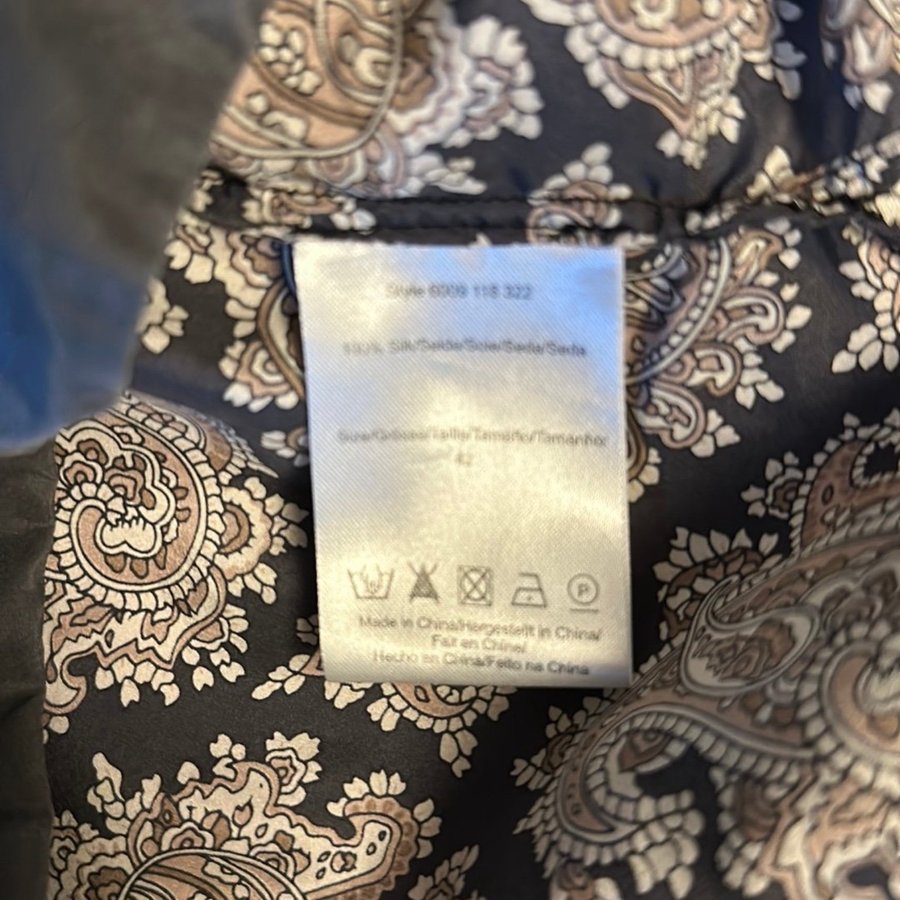 Style 6009 118 322
100% Silk/Seide/Soie/Seda/Seda
Size/Grösse/Taille/Tamaño/Tamanho/
42
P
Made in China/Hergestellt in China/
Fait en Chine/
Hecho en China/Feito na China